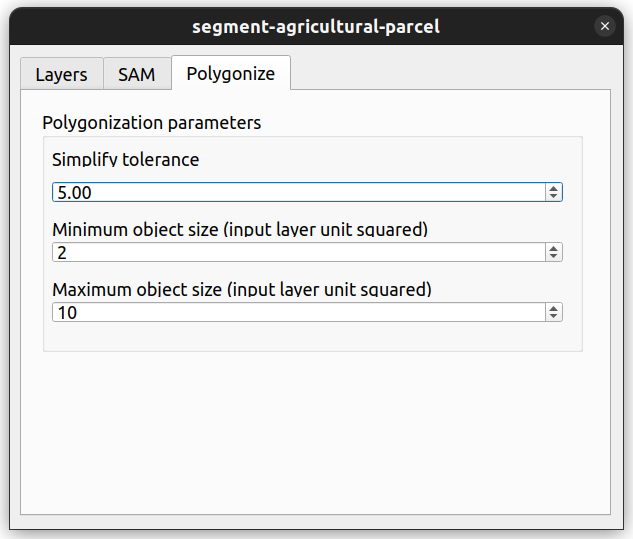 segment-agricultural-parcel
Layers SAM Polygonize
Polygonization parameters
Simplify tolerance
5.00
Minimum object size (input layer unit squared)
2
Maximum object size (input layer unit squared)
10